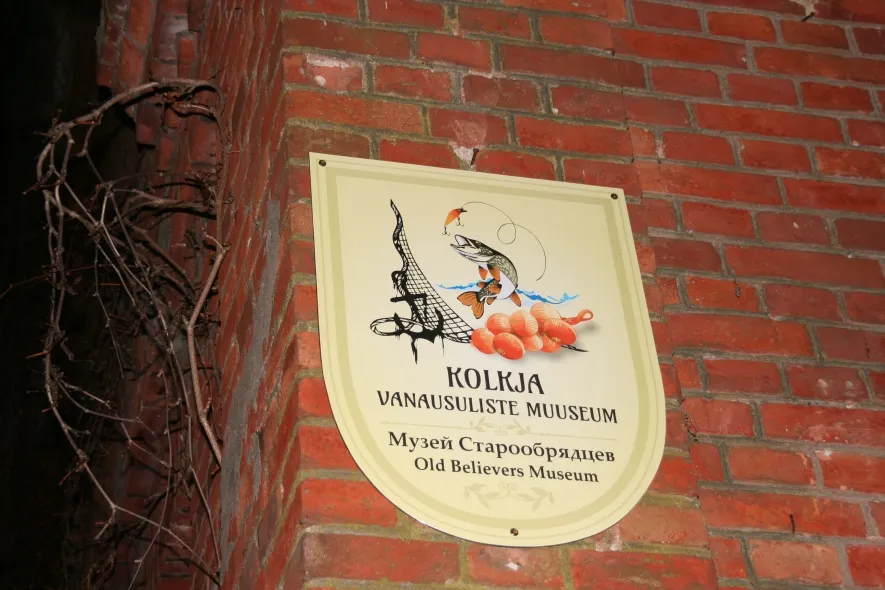 KOLKJA
VANAUSULISTE MUUSEUM
Музей Старообрядцев
Old Believers Museum